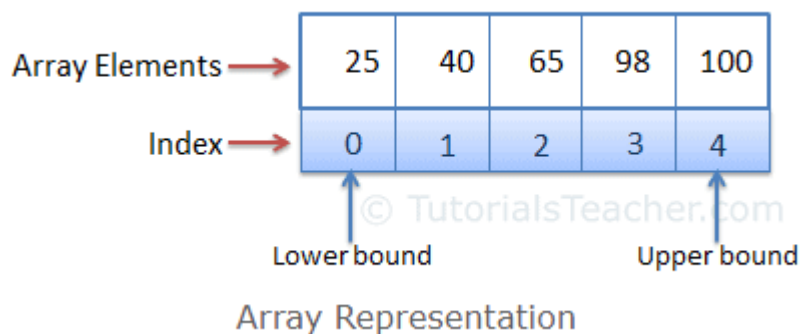 Array Elements 25 40 65 98 100
Index 0 1 2 3 4
© TutorialsTeacher.com
Lower bound Upper bound
Array Representation